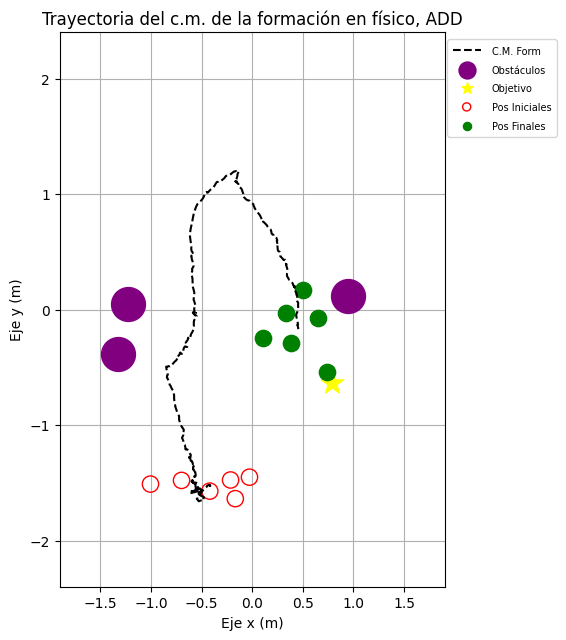 Trayectoria del c.m. de la formación en físico, ADD
C.M. Form
Obstáculos
Objetivo
Pos Iniciales
Pos Finales
Eje y (m)
2
1
0
−1
−2
−1.5 −1.0 −0.5 0.0 0.5 1.0 1.5
Eje x (m)